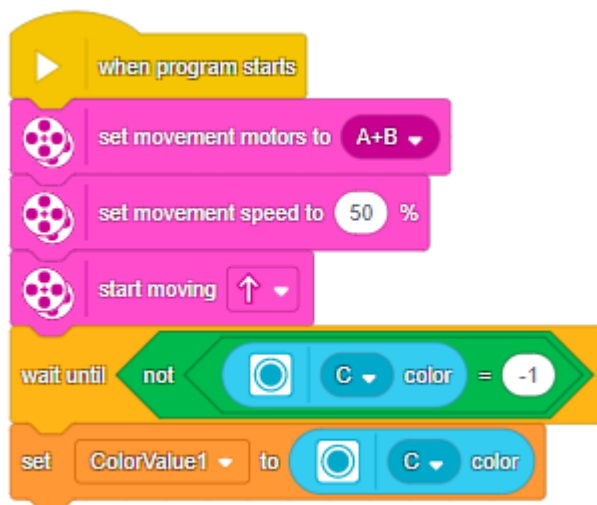 when program starts
set movement motors to A+B
set movement speed to 50 %
start moving
wait until not C color = -1
set ColorValue1 to C color